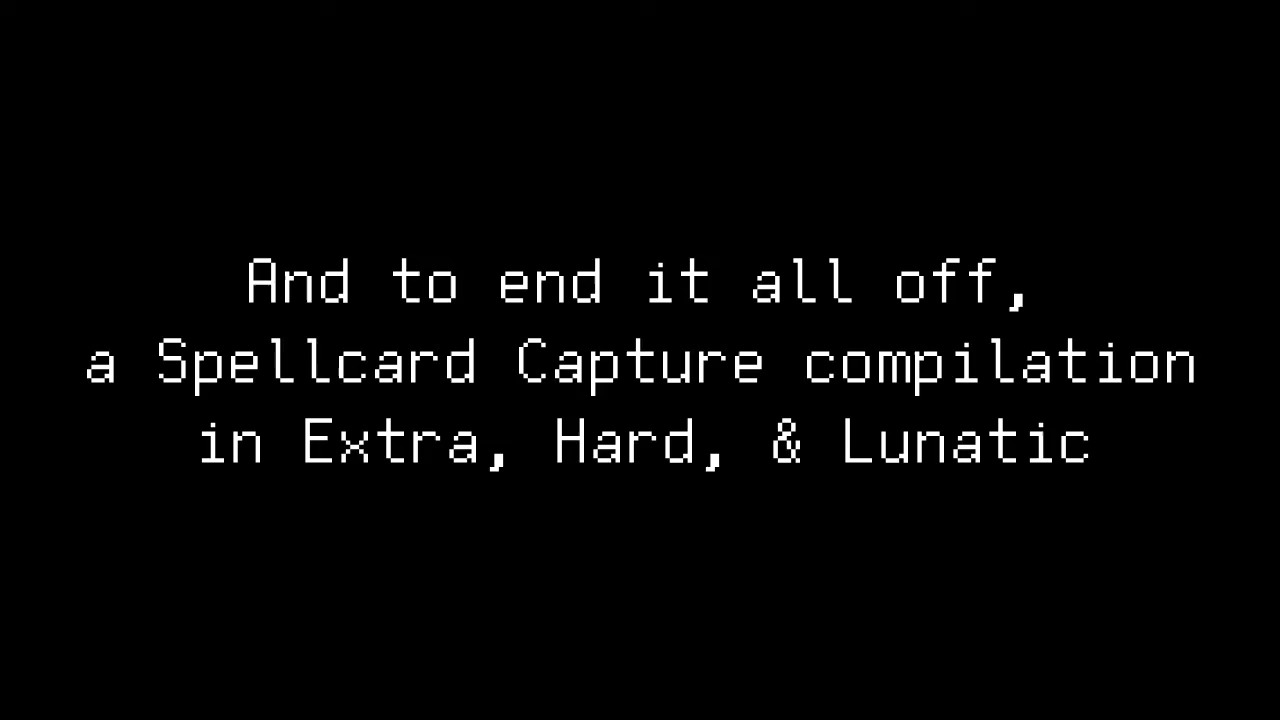 And to end it all off,
a Spellcard Capture compilation
in Extra, Hard, & Lunatic